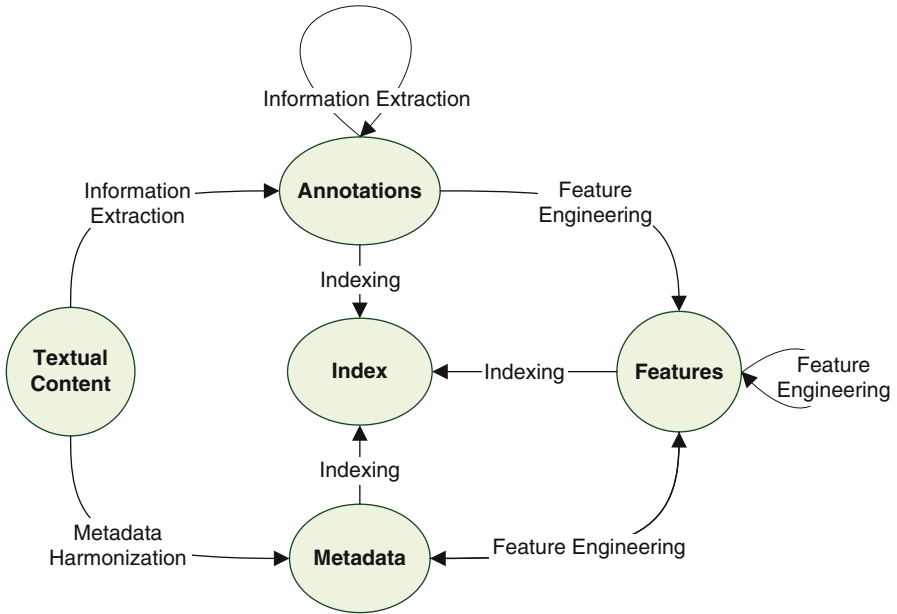 Information Extraction
Information
Extraction
Annotations
Feature
Engineering
Indexing
Textual
Content
Index
Indexing
Features
Feature
Engineering
Indexing
Metadata
Harmonization
Metadata
Feature Engineering